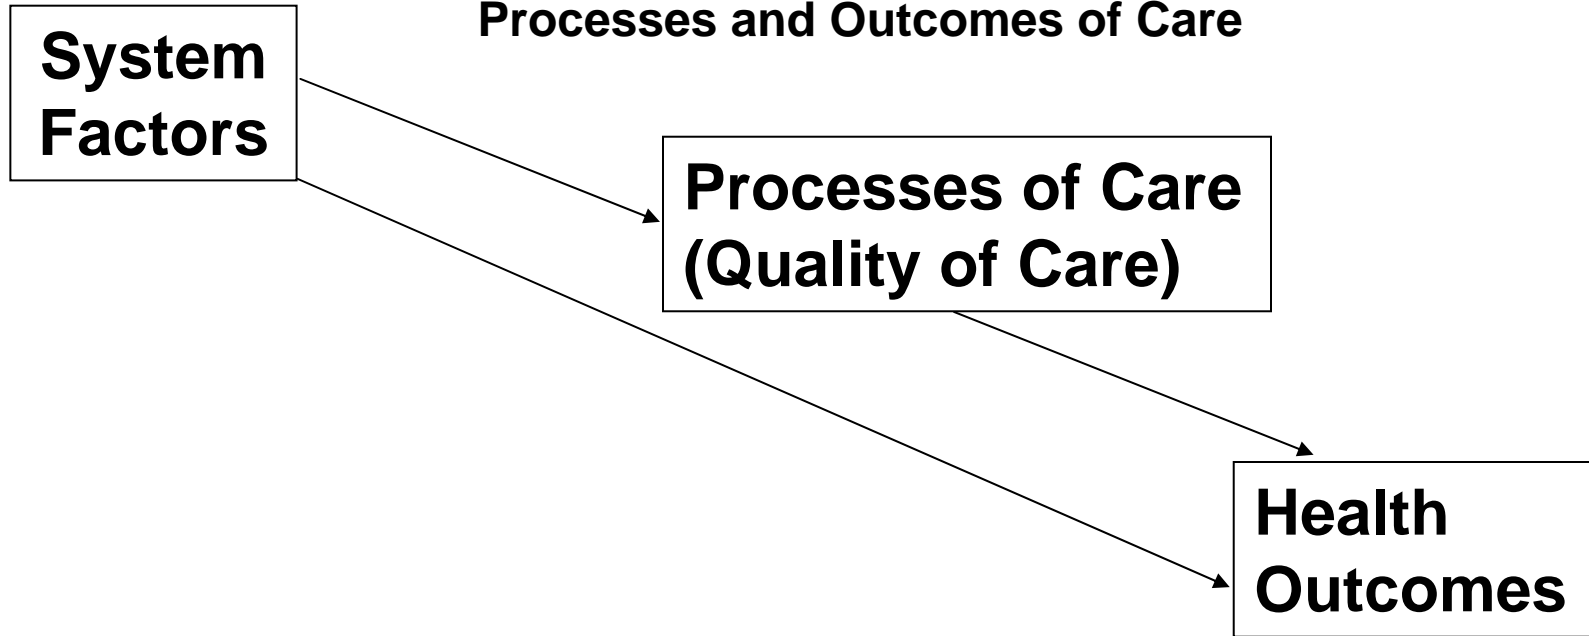 Processes and Outcomes of Care
System
Factors
Processes of Care
(Quality of Care)
Health
Outcomes